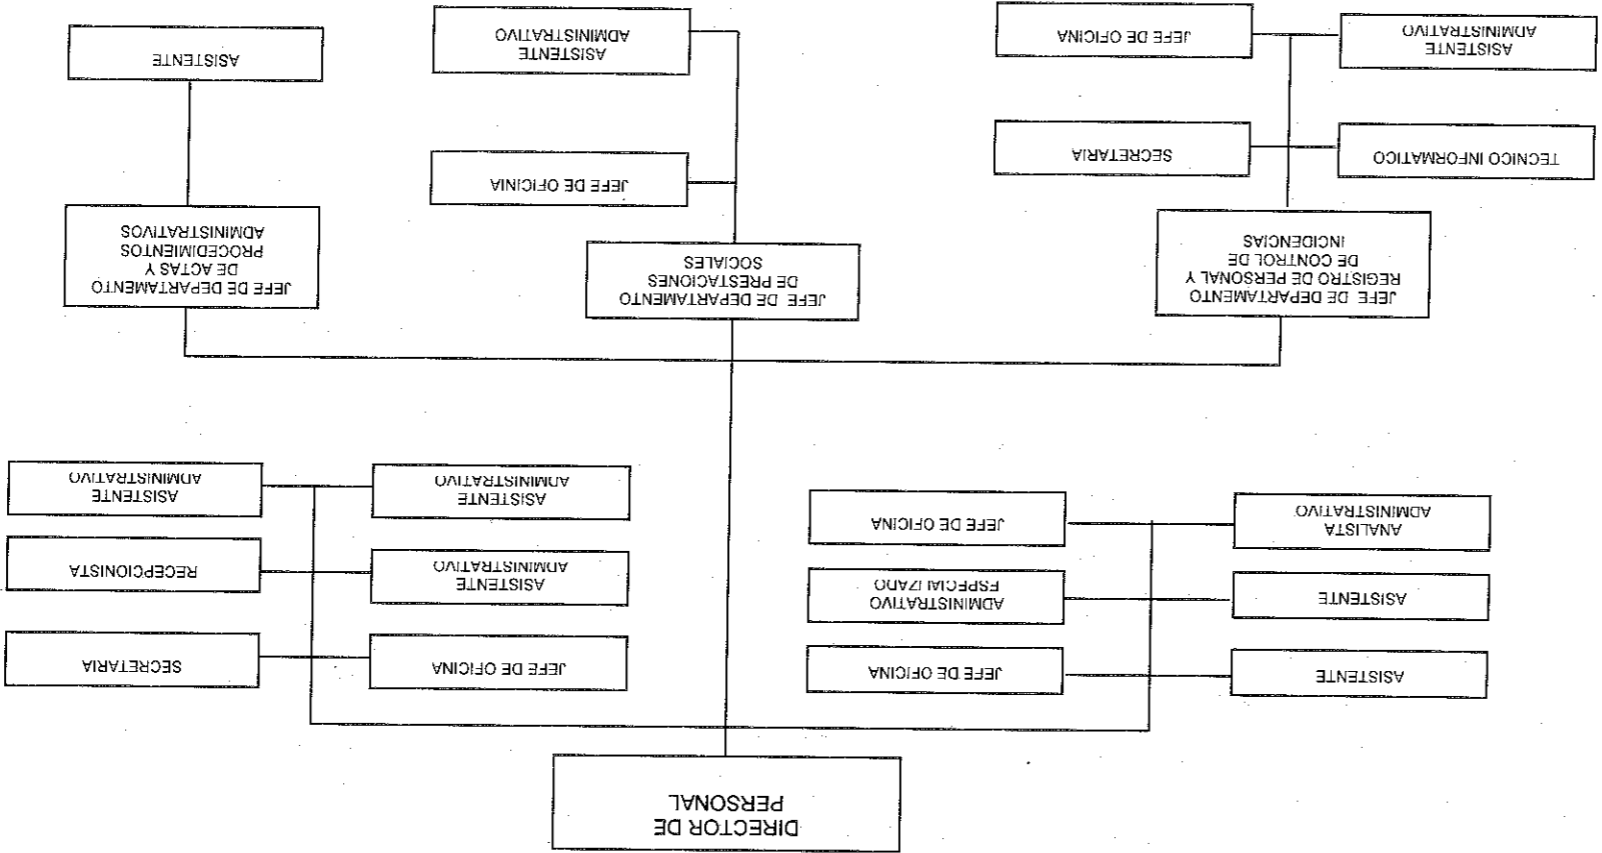 DIRECTOR DE
PERSONAL
ASISTENTE
JEFE DE OFICINA
JEFE DE OFICINA
SECRETARIA
ASISTENTE
ADMINISTRATIVO
ESPECIALIZADO
ASISTENTE
ADMINISTRATIVO
RECEPCIONISTA
ANALISTA
ADMINISTRATIVO
JEFE DE OFICINA
ASISTENTE
ADMINISTRATIVO
ASISTENTE
ADMINISTRATIVO
JEFE DE DEPARTAMENTO
REGISTRO DE PERSONAL Y
DE CONTROL DE
INCIDENCIAS
JEFE DE DEPARTAMENTO
DE PRESTACIONES
SOCIALES
JEFE DE DEPARTAMENTO
DE ACTAS Y
PROCEDIMIENTOS
ADMINISTRATIVOS
TECNICO INFORMATICO
SECRETARIA
JEFE DE OFICINIA
ASISTENTE
ADMINISTRATIVO
JEFE DE OFICINA
ASISTENTE
ADMINISTRATIVO
ASISTENTE